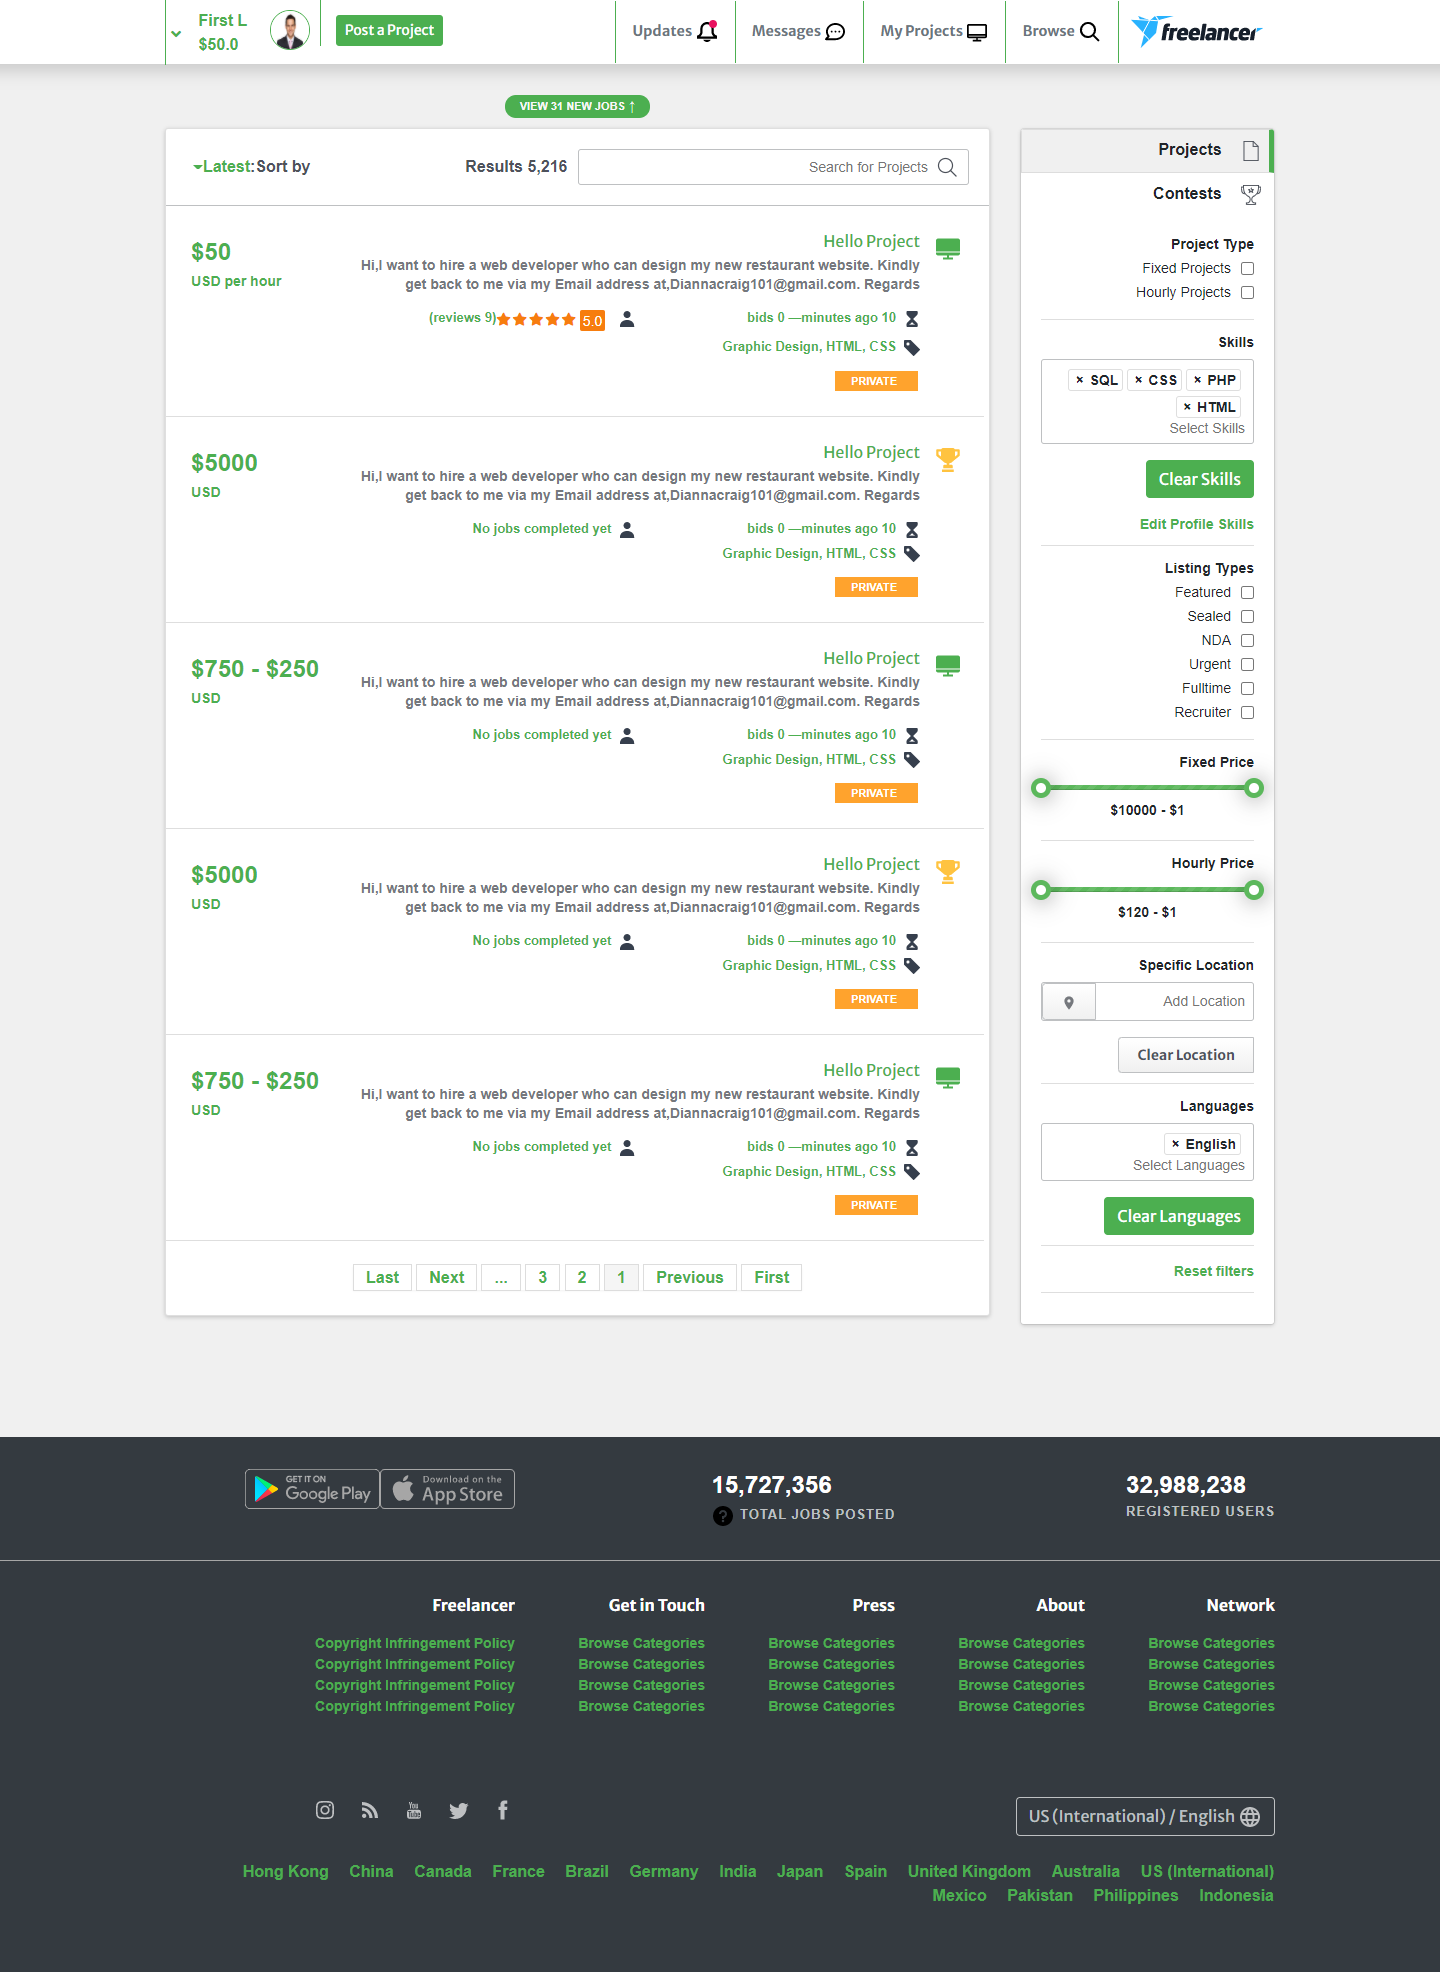 First L
$50.0
Post a Project
Updates
Messages
My Projects
Browse
freelancer
VIEW 31 NEW JOBS ↑
Latest:Sort by
Results 5,216
Search for Projects
Hello Project
$50
USD per hour
Hi,I want to hire a web developer who can design my new restaurant website. Kindly
get back to me via my Email address at,Diannacraig101@gmail.com. Regards
(reviews 9) 5.0
bids 0 —minutes ago 10
Graphic Design, HTML, CSS
PRIVATE
Hello Project
$5000
USD
Hi,I want to hire a web developer who can design my new restaurant website. Kindly
get back to me via my Email address at,Diannacraig101@gmail.com. Regards
No jobs completed yet
bids 0 —minutes ago 10
Graphic Design, HTML, CSS
PRIVATE
Hello Project
$750 - $250
USD
Hi,I want to hire a web developer who can design my new restaurant website. Kindly
get back to me via my Email address at,Diannacraig101@gmail.com. Regards
No jobs completed yet
bids 0 —minutes ago 10
Graphic Design, HTML, CSS
PRIVATE
Hello Project
$5000
USD
Hi,I want to hire a web developer who can design my new restaurant website. Kindly
get back to me via my Email address at,Diannacraig101@gmail.com. Regards
No jobs completed yet
bids 0 —minutes ago 10
Graphic Design, HTML, CSS
PRIVATE
Hello Project
$750 - $250
USD
Hi,I want to hire a web developer who can design my new restaurant website. Kindly
get back to me via my Email address at,Diannacraig101@gmail.com. Regards
No jobs completed yet
bids 0 —minutes ago 10
Graphic Design, HTML, CSS
PRIVATE
Last Next ... 3 2 1 Previous First
Projects
Contests
Project Type
Fixed Projects
Hourly Projects
Skills
× SQL × CSS × PHP
× HTML
Select Skills
Clear Skills
Edit Profile Skills
Listing Types
Featured
Sealed
NDA
Urgent
Fulltime
Recruiter
Fixed Price
$10000 - $1
Hourly Price
$120 - $1
Specific Location
Add Location
Clear Location
Languages
× English
Select Languages
Clear Languages
Reset filters
GET IT ON
Google Play
Download on the
App Store
15,727,356
? TOTAL JOBS POSTED
32,988,238
REGISTERED USERS
Freelancer
Copyright Infringement Policy
Copyright Infringement Policy
Copyright Infringement Policy
Copyright Infringement Policy
Get in Touch
Browse Categories
Browse Categories
Browse Categories
Browse Categories
Press
Browse Categories
Browse Categories
Browse Categories
Browse Categories
About
Browse Categories
Browse Categories
Browse Categories
Browse Categories
Network
Browse Categories
Browse Categories
Browse Categories
Browse Categories
You
Tube
US (International) / English
Hong Kong China Canada France Brazil Germany India Japan Spain United Kingdom Australia US (International)
Mexico Pakistan Philippines Indonesia